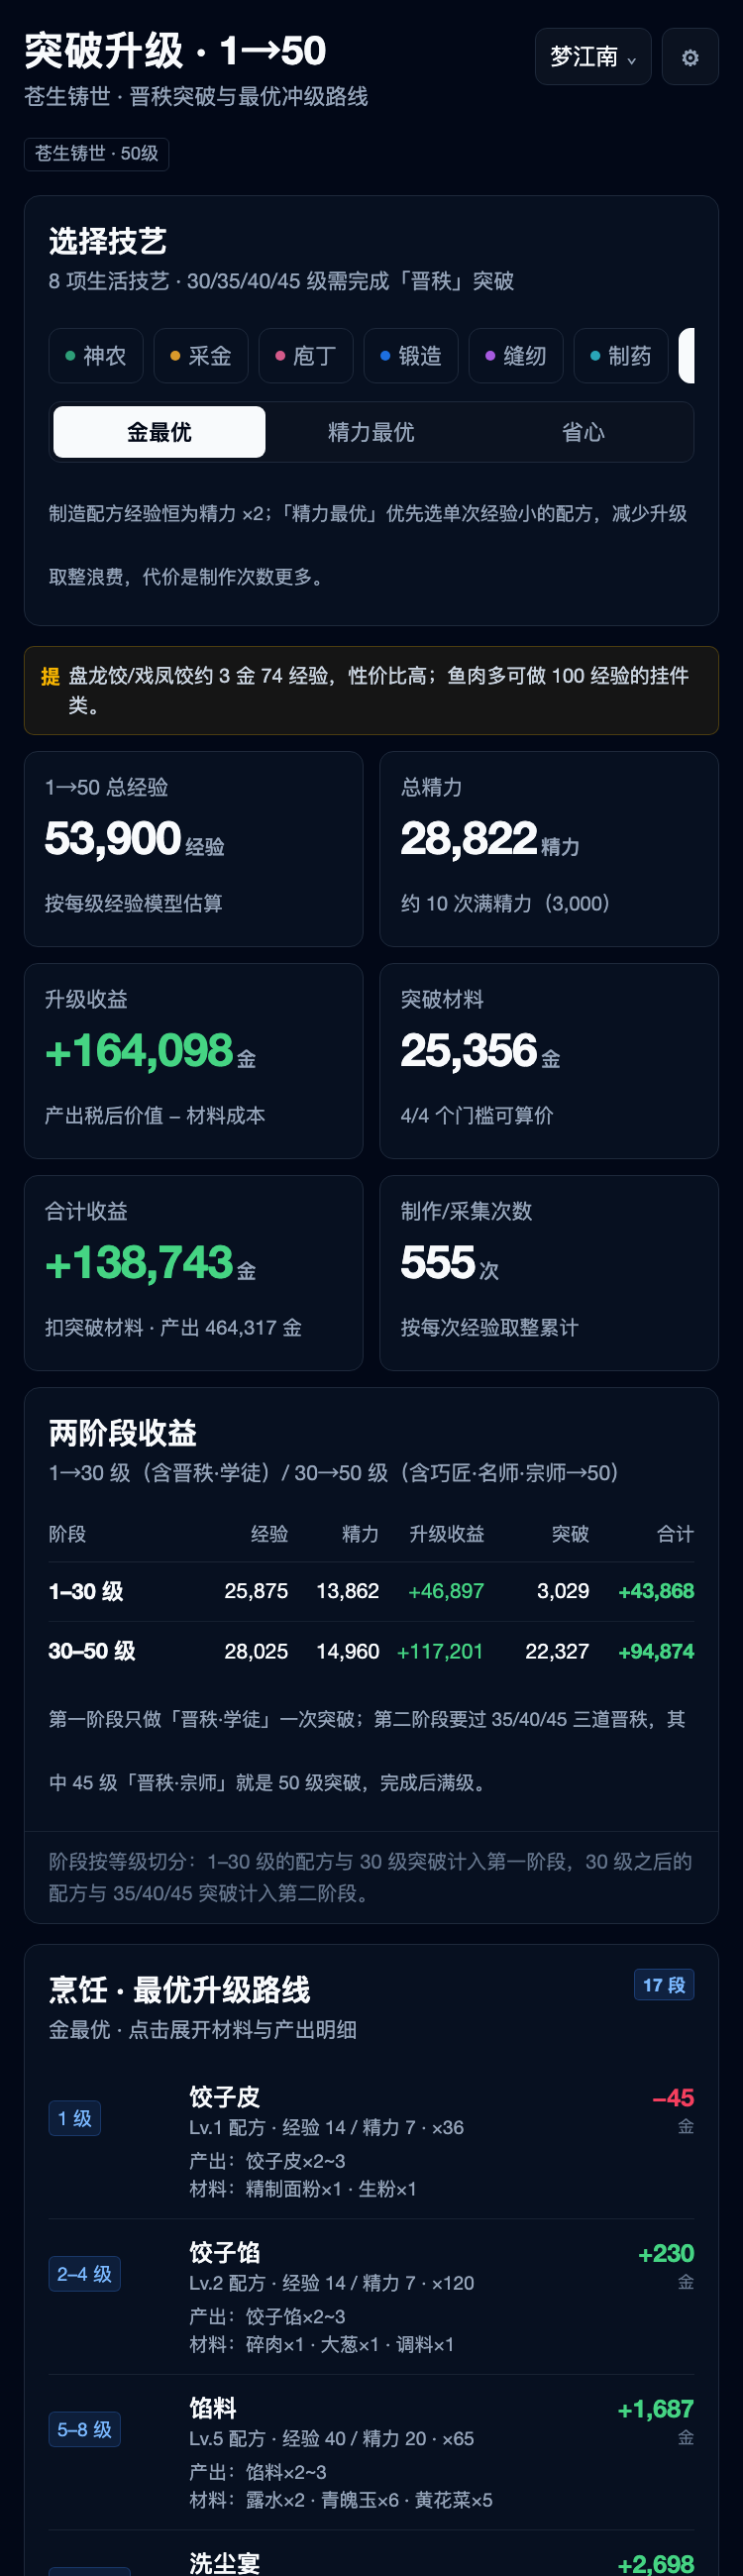 突破升级 · 1→50
梦江南
苍生铸世 · 晋秩突破与最优冲级路线
苍生铸世 · 50级
选择技艺
8 项生活技艺 · 30/35/40/45 级需完成「晋秩」突破
神农 采金 庖丁 锻造 缝纫 制药
金最优 精力最优 省心
制造配方经验恒为精力 ×2；「精力最优」优先选单次经验小的配方，减少升级
取整浪费，代价是制作次数更多。
提 盘龙饺/戏凤饺约 3 金 74 经验，性价比高；鱼肉多可做 100 经验的挂件
类。
1→50 总经验
53,900 经验
按每级经验模型估算
总精力
28,822 精力
约 10 次满精力（3,000）
升级收益
+164,098 金
产出税后价值 − 材料成本
突破材料
25,356 金
4/4 个门槛可算价
合计收益
+138,743 金
扣突破材料 · 产出 464,317 金
制作/采集次数
555 次
按每次经验取整累计
两阶段收益
1→30 级（含晋秩·学徒）/ 30→50 级（含巧匠·名师·宗师→50）
阶段 经验 精力 升级收益 突破 合计
1–30 级 25,875 13,862 +46,897 3,029 +43,868
30–50 级 28,025 14,960 +117,201 22,327 +94,874
第一阶段只做「晋秩·学徒」一次突破；第二阶段要过 35/40/45 三道晋秩，其
中 45 级「晋秩·宗师」就是 50 级突破，完成后满级。
阶段按等级切分：1–30 级的配方与 30 级突破计入第一阶段，30 级之后的
配方与 35/40/45 突破计入第二阶段。
烹饪 · 最优升级路线
17 段
金最优 · 点击展开材料与产出明细
1 级
饺子皮
Lv.1 配方 · 经验 14 / 精力 7 · ×36
产出：饺子皮×2~3
材料：精制面粉×1 · 生粉×1
−45
金
2–4 级
饺子馅
Lv.2 配方 · 经验 14 / 精力 7 · ×120
产出：饺子馅×2~3
材料：碎肉×1 · 大葱×1 · 调料×1
+230
金
5–8 级
馅料
Lv.5 配方 · 经验 40 / 精力 20 · ×65
产出：馅料×2~3
材料：露水×2 · 青魄玉×6 · 黄花菜×5
+1,687
金
洗尘宴
+2,698